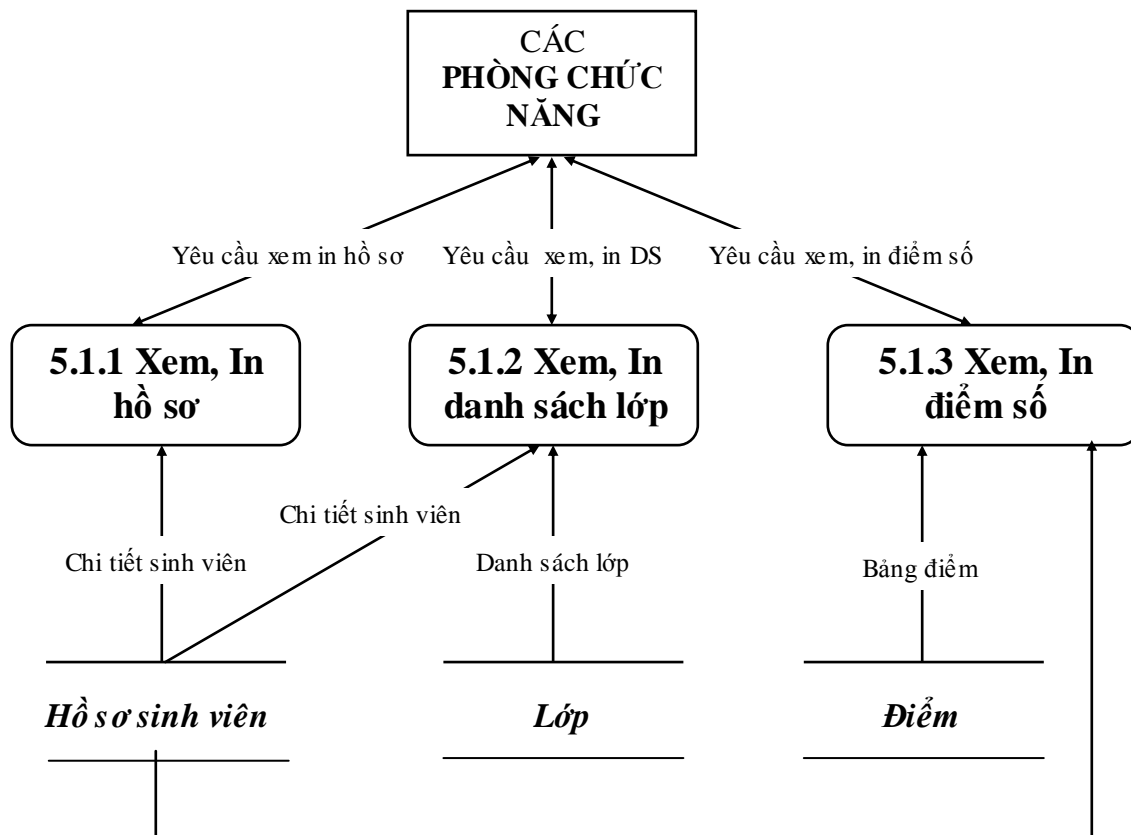 CÁC
PHÒNG CHỨC
NĂNG
Yêu cầu xem in hồ sơ
Yêu cầu xem, in DS
Yêu cầu xem, in điểm số
5.1.1 Xem, In
hồ sơ
5.1.2 Xem, In
danh sách lớp
5.1.3 Xem, In
điểm số
Chi tiết sinh viên
Chi tiết sinh viên
Danh sách lớp
Bảng điểm
Hồ sơ sinh viên
Lớp
Điểm